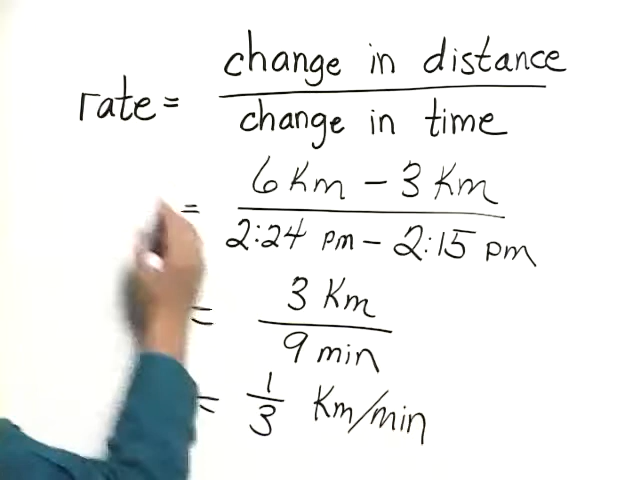 rate = change in distance / change in time
= 6 Km - 3 Km / 2:24 pm - 2:15 pm
= 3 Km / 9 min
= 1/3 Km/min